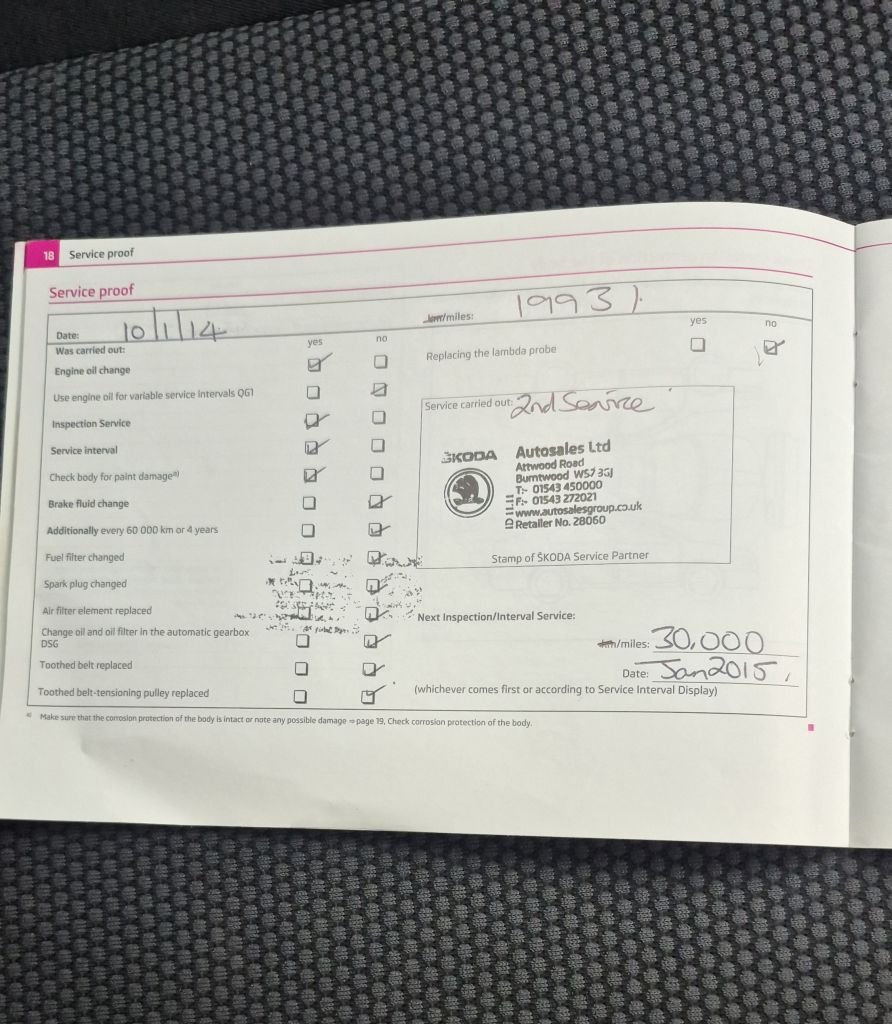 18 Service proof
Service proof
Date: 10/1/14 km/miles: 19931.
Was carried out: yes no yes no
Engine oil change Replacing the lambda probe
Use engine oil for variable service intervals QG1
Service carried out: 2nd Service
Inspection Service
Service interval
Check body for paint damage a)
Brake fluid change
Additionally every 60 000 km or 4 years
Fuel filter changed
Spark plug changed
Air filter element replaced
Change oil and oil filter in the automatic gearbox
DSG
Toothed belt replaced
Toothed belt-tensioning pulley replaced
ŠKODA Autosales Ltd
Attwood Road
Burntwood WS7 3GJ
T:- 01543 450000
F:- 01543 272021
www.autosalesgroup.co.uk
Retailer No. 28060
Stamp of ŠKODA Service Partner
Next Inspection/Interval Service:
km/miles: 30,000
Date: Jan 2015,
(whichever comes first or according to Service Interval Display)
a) Make sure that the corrosion protection of the body is intact or note any possible damage ⇒ page 19, Check corrosion protection of the body.